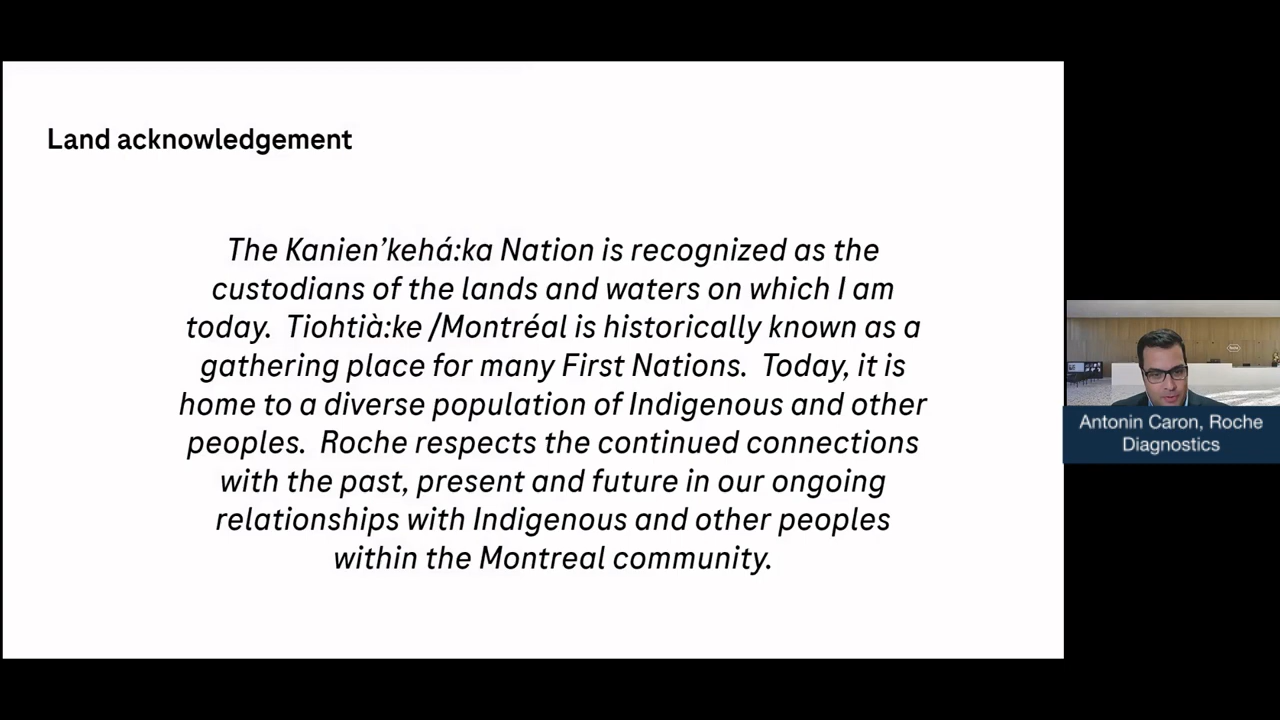 Land acknowledgement
The Kanien’kehá:ka Nation is recognized as the
custodians of the lands and waters on which I am
today.  Tiohtià:ke /Montréal is historically known as a
gathering place for many First Nations.  Today, it is
home to a diverse population of Indigenous and other
peoples.  Roche respects the continued connections
with the past, present and future in our ongoing
relationships with Indigenous and other peoples
within the Montreal community.
Antonin Caron, Roche
Diagnostics